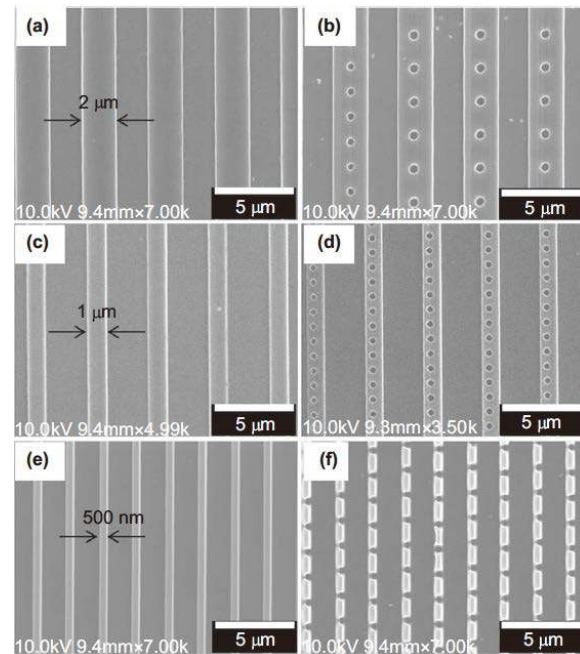 (a)
2 μm
10.0kV 9.4mm×7.00k
5 μm
(b)
10.0kV 9.4mm×7.00k
5 μm
(c)
1 μm
10.0kV 9.4mm×4.99k
5 μm
(d)
10.0kV 9.3mm×3.50k
5 μm
(e)
500 nm
10.0kV 9.4mm×7.00k
5 μm
(f)
10.0kV 9.4mm×7.00k
5 μm